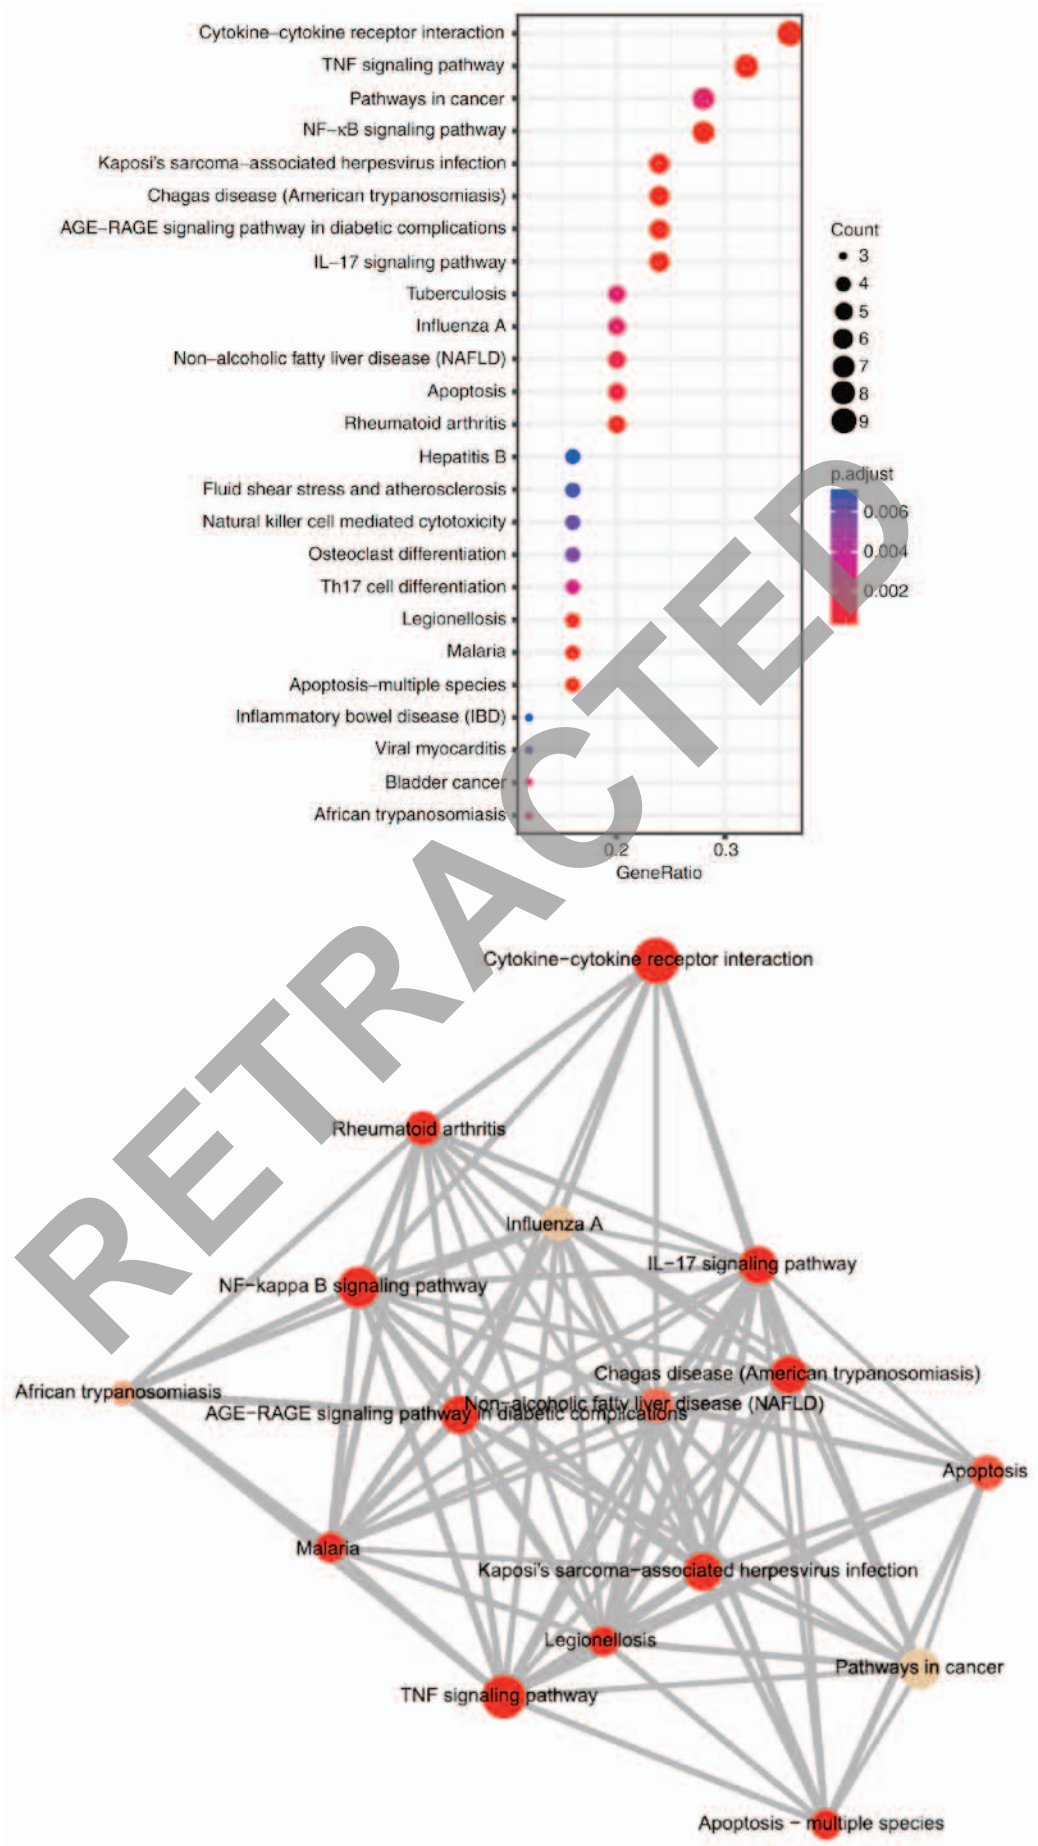 Cytokine−cytokine receptor interaction
TNF signaling pathway
Pathways in cancer
NF−κB signaling pathway
Kaposi's sarcoma−associated herpesvirus infection
Chagas disease (American trypanosomiasis)
AGE−RAGE signaling pathway in diabetic complications
IL−17 signaling pathway
Tuberculosis
Influenza A
Non−alcoholic fatty liver disease (NAFLD)
Apoptosis
Rheumatoid arthritis
Hepatitis B
Fluid shear stress and atherosclerosis
Natural killer cell mediated cytotoxicity
Osteoclast differentiation
Th17 cell differentiation
Legionellosis
Malaria
Apoptosis−multiple species
Inflammatory bowel disease (IBD)
Viral myocarditis
Bladder cancer
African trypanosomiasis
0.2 0.3
GeneRatio
Count
3
4
5
6
7
8
9
p.adjust
0.006
0.004
0.002
RETRACTED
Cytokine−cytokine receptor interaction
Rheumatoid arthritis
Influenza A
IL−17 signaling pathway
NF−kappa B signaling pathway
Chagas disease (American trypanosomiasis)
African trypanosomiasis
Non−alcoholic fatty liver disease (NAFLD)
AGE−RAGE signaling pathway in diabetic complications
Apoptosis
Malaria
Kaposi's sarcoma−associated herpesvirus infection
Legionellosis
Pathways in cancer
TNF signaling pathway
Apoptosis − multiple species